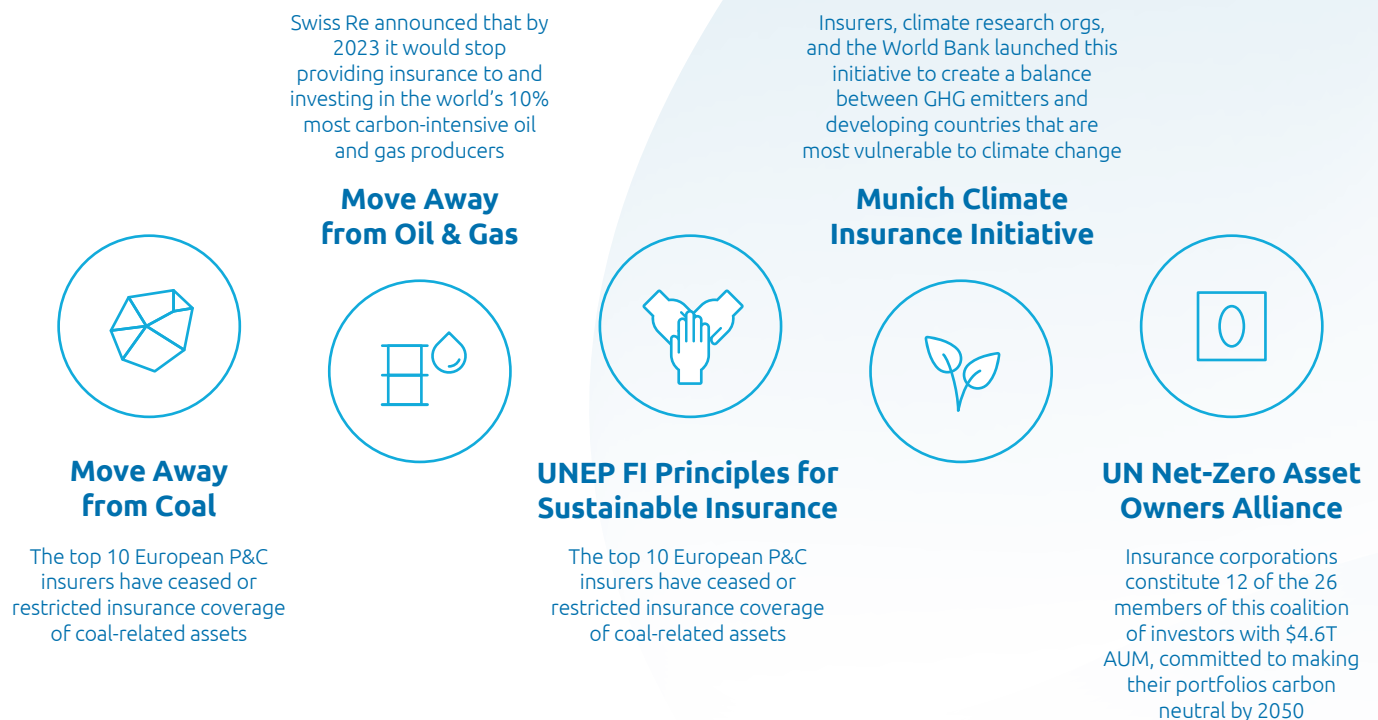 Swiss Re announced that by
2023 it would stop
providing insurance to and
investing in the world's 10%
most carbon-intensive oil
and gas producers
Move Away
from Oil & Gas
Insurers, climate research orgs,
and the World Bank launched this
initiative to create a balance
between GHG emitters and
developing countries that are
most vulnerable to climate change
Munich Climate
Insurance Initiative
Move Away
from Coal
The top 10 European P&C
insurers have ceased or
restricted insurance coverage
of coal-related assets
UNEP FI Principles for
Sustainable Insurance
The top 10 European P&C
insurers have ceased or
restricted insurance coverage
of coal-related assets
UN Net-Zero Asset
Owners Alliance
Insurance corporations
constitute 12 of the 26
members of this coalition
of investors with $4.6T
AUM, committed to making
their portfolios carbon
neutral by 2050